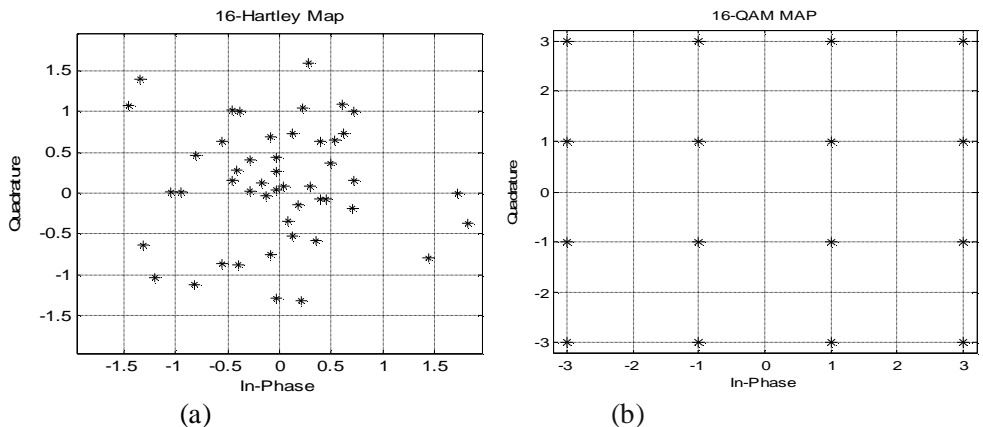 16-Hartley Map
1.5
1
0.5
0
-0.5
-1
-1.5
Quadrature
-1.5 -1 -0.5 0 0.5 1 1.5
In-Phase
(a)
16-QAM MAP
3
2
1
0
-1
-2
-3
Quadrature
-3 -2 -1 0 1 2 3
In-Phase
(b)